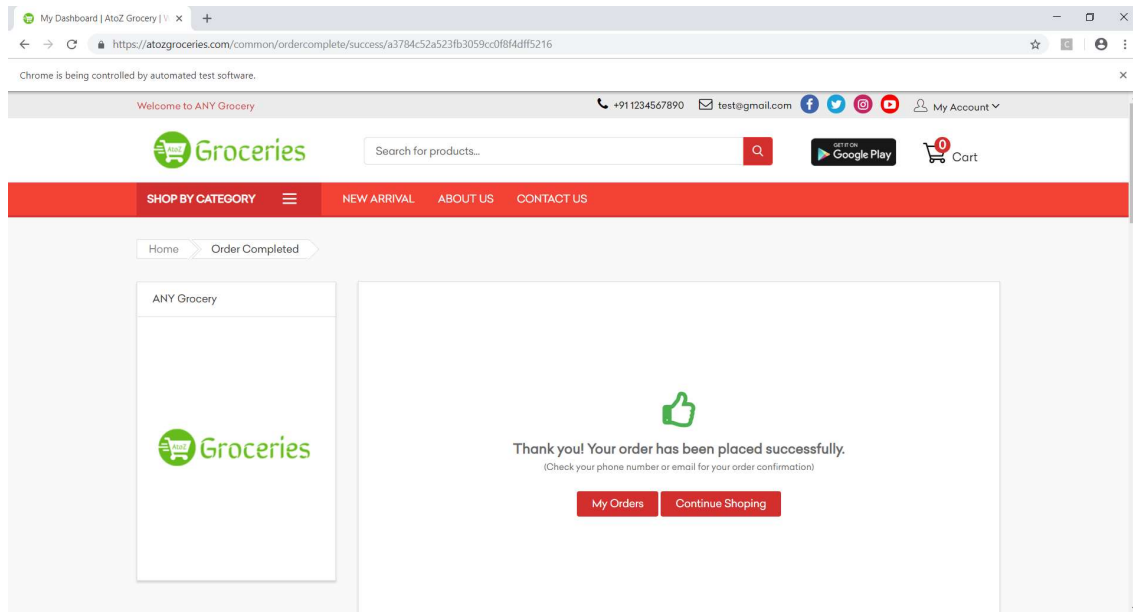 My Dashboard | AtoZ Grocery | V
https://atozgroceries.com/common/ordercomplete/success/a3784c52a523fb3059cc0f8f4dff5216
C
Chrome is being controlled by automated test software.
Welcome to ANY Grocery +91 1234567890 test@gmail.com My Account
AtoZ Groceries Search for products... GET IT ON Google Play 0 Cart
SHOP BY CATEGORY NEW ARRIVAL ABOUT US CONTACT US
Home Order Completed
ANY Grocery
AtoZ Groceries
Thank you! Your order has been placed successfully.
(Check your phone number or email for your order confirmation)
My Orders Continue Shoping